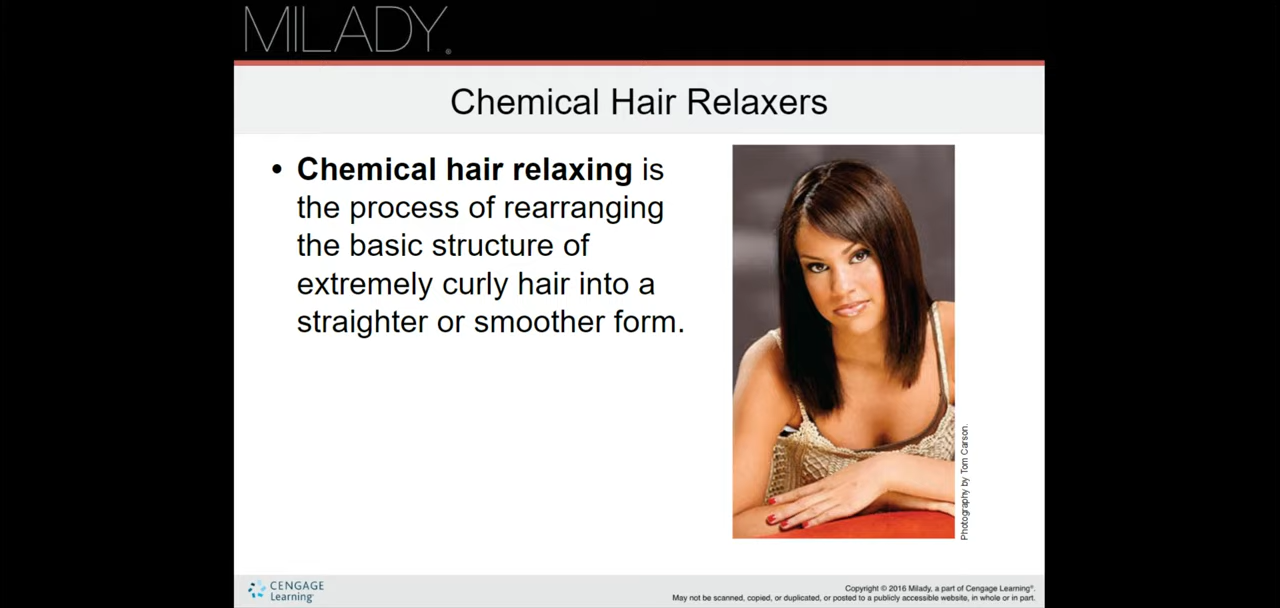 MILADY.
Chemical Hair Relaxers
• Chemical hair relaxing is
the process of rearranging
the basic structure of
extremely curly hair into a
straighter or smoother form.
Photography by Tom Carson.
CENGAGE
Learning
Copyright © 2016 Milady, a part of Cengage Learning®.
May not be scanned, copied, or duplicated, or posted to a publicly accessible website, in whole or in part.